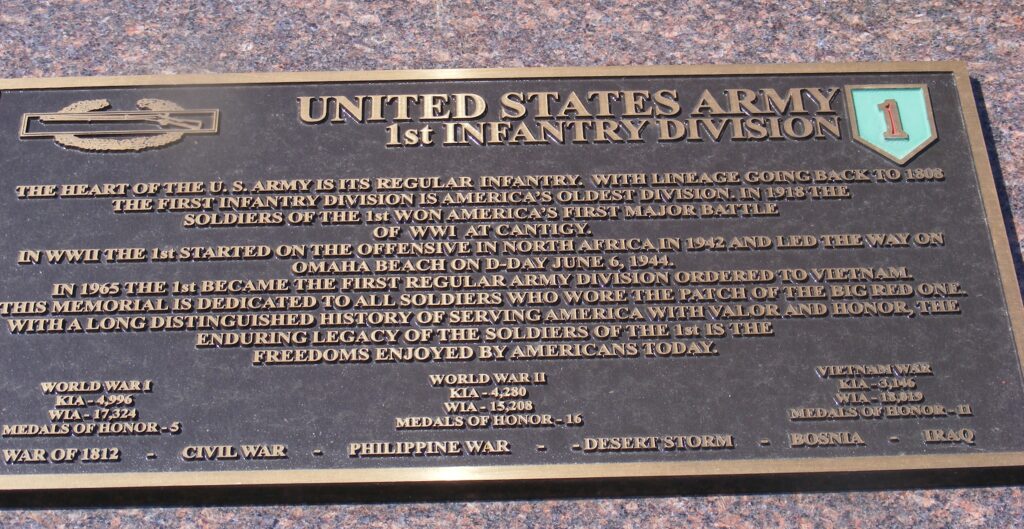 UNITED STATES ARMY
1st INFANTRY DIVISION
1
THE HEART OF THE U. S. ARMY IS ITS REGULAR INFANTRY. WITH LINEAGE GOING BACK TO 1808
THE FIRST INFANTRY DIVISION IS AMERICA'S OLDEST DIVISION. IN 1918 THE
SOLDIERS OF THE 1st WON AMERICA'S FIRST MAJOR BATTLE
OF WWI AT CANTIGY.
IN WWII THE 1st STARTED ON THE OFFENSIVE IN NORTH AFRICA IN 1942 AND LED THE WAY ON
OMAHA BEACH ON D-DAY JUNE 6, 1944.
IN 1965 THE 1st BECAME THE FIRST REGULAR ARMY DIVISION ORDERED TO VIETNAM.
THIS MEMORIAL IS DEDICATED TO ALL SOLDIERS WHO WORE THE PATCH OF THE BIG RED ONE.
WITH A LONG DISTINGUISHED HISTORY OF SERVING AMERICA WITH VALOR AND HONOR, THE
ENDURING LEGACY OF THE SOLDIERS OF THE 1st IS THE
FREEDOMS ENJOYED BY AMERICANS TODAY.
WORLD WAR I
KIA - 4,996
WIA - 17,324
MEDALS OF HONOR - 5
WORLD WAR II
KIA - 4,280
WIA - 15,208
MEDALS OF HONOR - 16
VIETNAM WAR
KIA - 3,146
WIA - 18,019
MEDALS OF HONOR - 11
WAR OF 1812 - CIVIL WAR - PHILIPPINE WAR - - DESERT STORM - BOSNIA - IRAQ